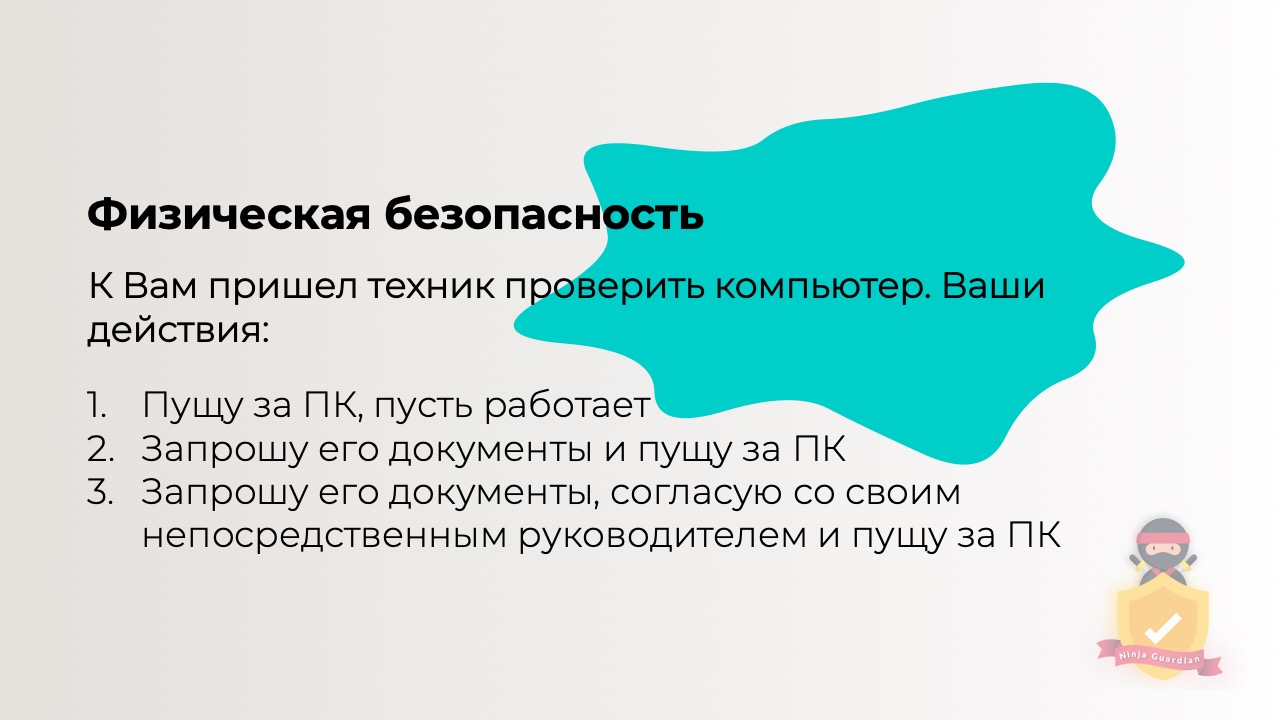 Физическая безопасность
К Вам пришел техник проверить компьютер. Ваши
действия:
1. Пущу за ПК, пусть работает
2. Запрошу его документы и пущу за ПК
3. Запрошу его документы, согласую со своим
непосредственным руководителем и пущу за ПК
Ninja Guardian